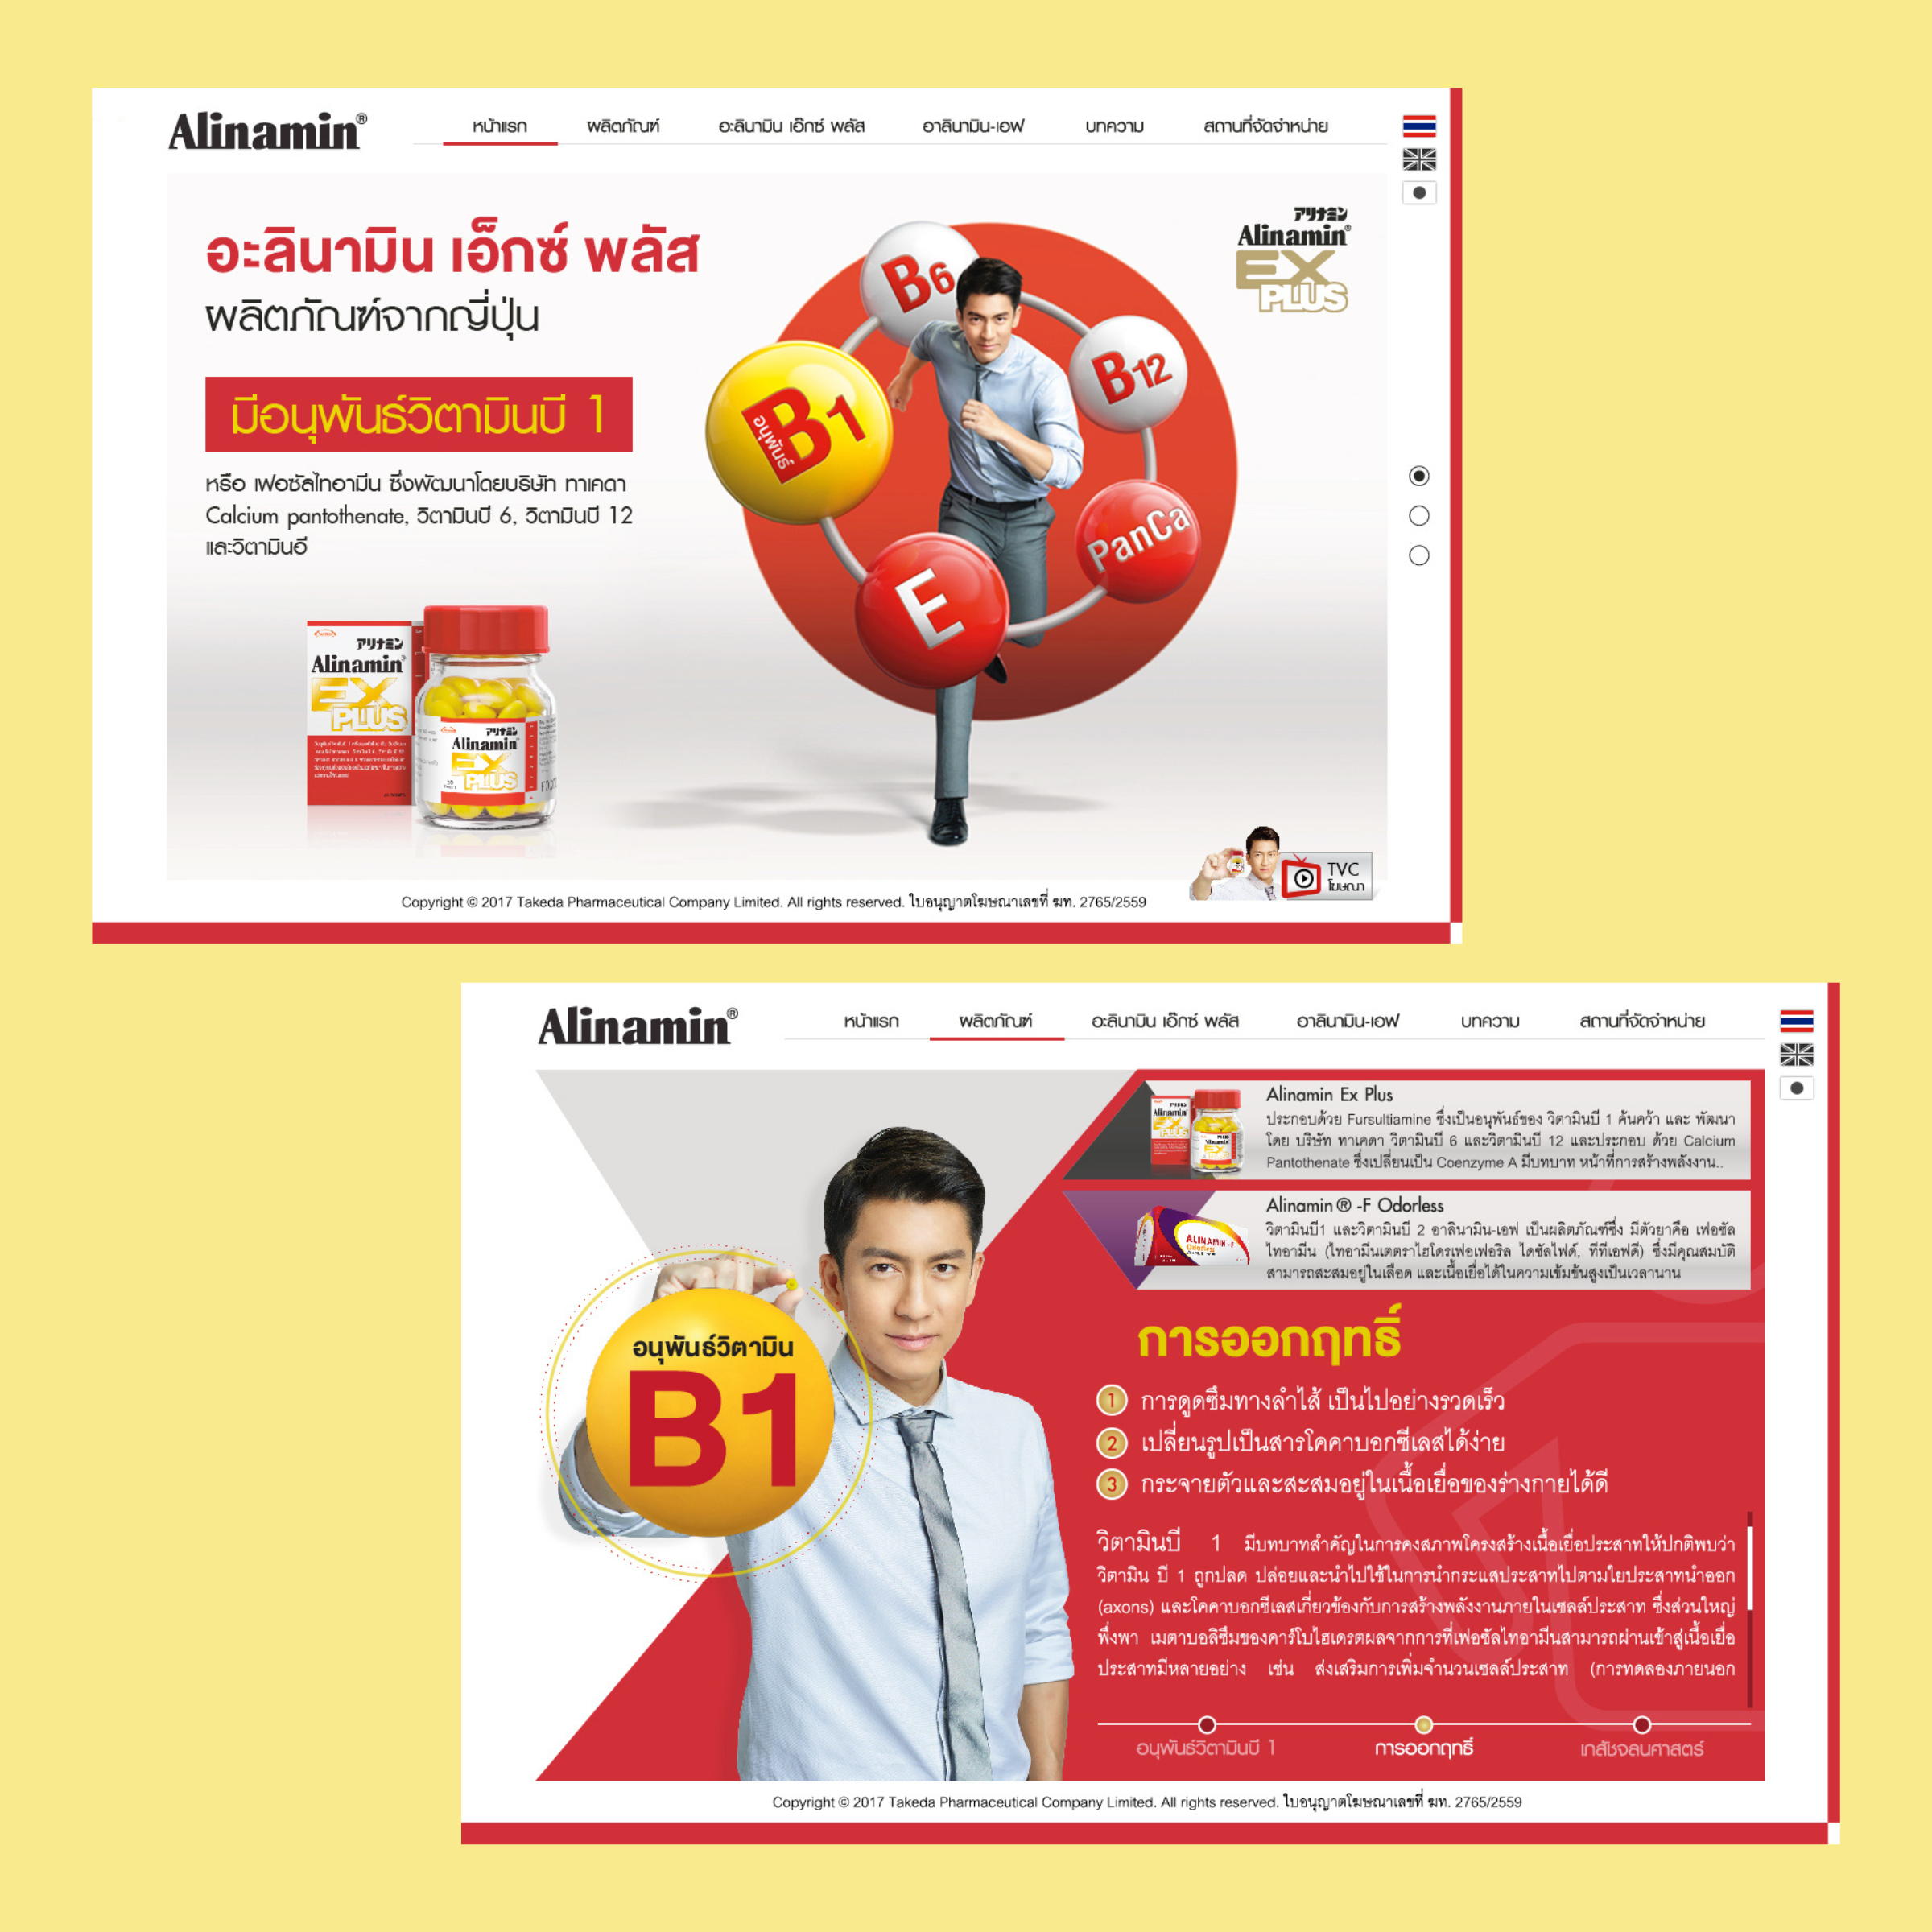 Alinamin®
หน้าแรก ผลิตภัณฑ์ อะลินามิน เอ็กซ์ พลัส อาลินามิน-เอฟ บทความ สถานที่จัดจำหน่าย
อะลินามิน เอ็กซ์ พลัส
ผลิตภัณฑ์จากญี่ปุ่น
มีอนุพันธ์วิตามินบี 1
หรือ เฟอซัลไทอามีน ซึ่งพัฒนาโดยบริษัท ทาเคดา
Calcium pantothenate, วิตามินบี 6, วิตามินบี 12
และวิตามินอี
アリナミン
Alinamin®
EX
PLUS
B6
B12
B1
อนุพันธ์
PanCa
E
アリナミン
Alinamin
EX
PLUS
アリナミン
Alinamin
EX
PLUS
TVC
โฆษณา
Copyright © 2017 Takeda Pharmaceutical Company Limited. All rights reserved. ใบอนุญาตโฆษณาเลขที่ ฆท. 2765/2559
Alinamin®
หน้าแรก ผลิตภัณฑ์ อะลินามิน เอ็กซ์ พลัส อาลินามิน-เอฟ บทความ สถานที่จัดจำหน่าย
Alinamin Ex Plus
ประกอบด้วย Fursultiamine ซึ่งเป็นอนุพันธ์ของ วิตามินบี 1 ค้นคว้า และ พัฒนา
โดย บริษัท ทาเคดา วิตามินบี 6 และวิตามินบี 12 และประกอบ ด้วย Calcium
Pantothenate ซึ่งเปลี่ยนเป็น Coenzyme A มีบทบาท หน้าที่การสร้างพลังงาน..
Alinamin
EX
Alinamin® -F Odorless
วิตามินบี1 และวิตามินบี 2 อาลินามิน-เอฟ เป็นผลิตภัณฑ์ซึ่ง มีตัวยาคือ เฟอซัล
ไทอามีน (ไทอามีนเตตราไฮโดรเฟอเฟอริล ไดซัลไฟด์, ทีทีเอฟดี) ซึ่งมีคุณสมบัติ
สามารถสะสมอยู่ในเลือด และเนื้อเยื่อได้ในความเข้มข้นสูงเป็นเวลานาน
ALINAMIN-F
Odorless
อนุพันธ์วิตามิน
B1
การออกฤทธิ์
1 การดูดซึมทางลำไส้ เป็นไปอย่างรวดเร็ว
2 เปลี่ยนรูปเป็นสารโคคาบอกซีเลสได้ง่าย
3 กระจายตัวและสะสมอยู่ในเนื้อเยื่อของร่างกายได้ดี
วิตามินบี 1 มีบทบาทสำคัญในการคงสภาพโครงสร้างเนื้อเยื่อประสาทให้ปกติพบว่า
วิตามิน บี 1 ถูกปลด ปล่อยและนำไปใช้ในการนำกระแสประสาทไปตามใยประสาทนำออก
(axons) และโคคาบอกซีเลสเกี่ยวข้องกับการสร้างพลังงานภายในเซลล์ประสาท ซึ่งส่วนใหญ่
พึ่งพา เมตาบอลิซึมของคาร์โบไฮเดรตผลจากการที่เฟอซัลไทอามีนสามารถผ่านเข้าสู่เนื้อเยื่อ
ประสาทมีหลายอย่าง เช่น ส่งเสริมการเพิ่มจำนวนเซลล์ประสาท (การทดลองภายนอก
อนุพันธ์วิตามินบี 1 การออกฤทธิ์ เภสัชจลนศาสตร์
Copyright © 2017 Takeda Pharmaceutical Company Limited. All rights reserved. ใบอนุญาตโฆษณาเลขที่ ฆท. 2765/2559